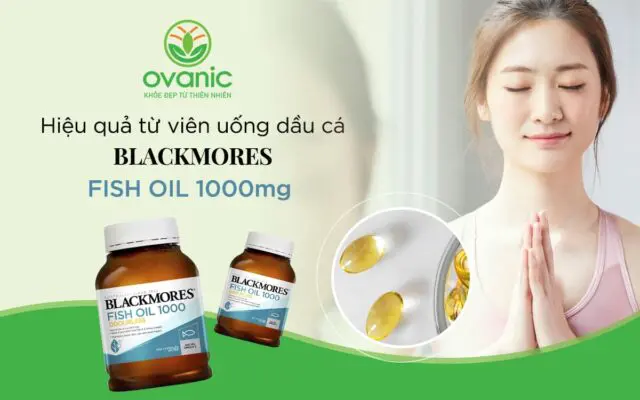 ovanic
KHỎE ĐẸP TỪ THIÊN NHIÊN
Hiệu quả từ viên uống dầu cá
BLACKMORES
FISH OIL 1000mg
BLACKMORES
FISH OIL 1000
ODOURLESS
BLACKMORES
FISH OIL 1000